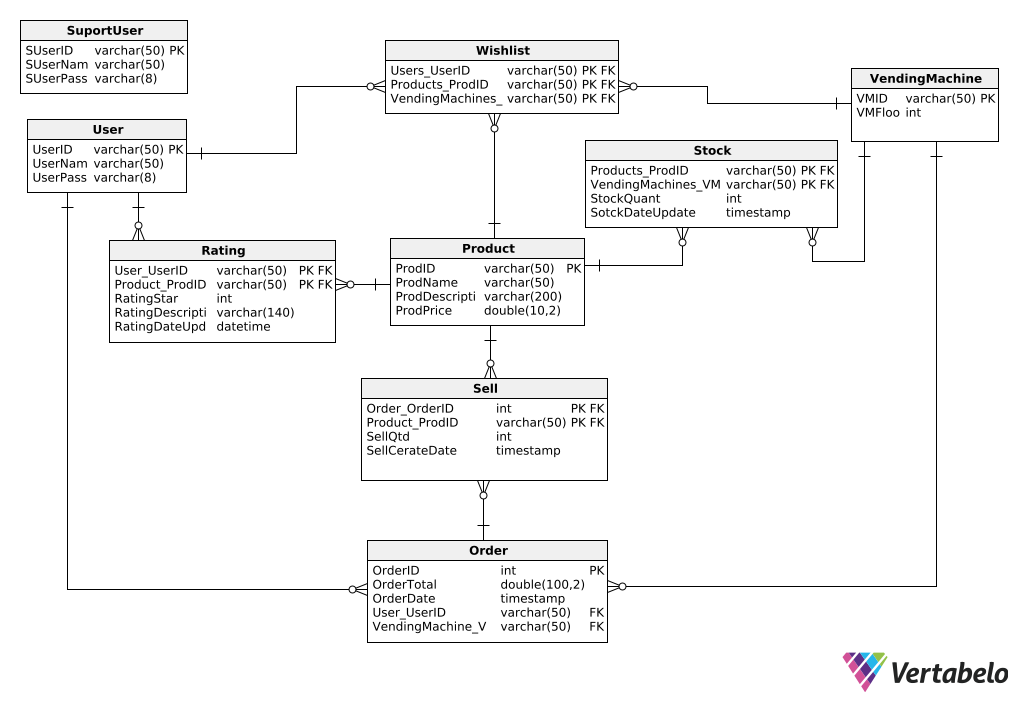 SuportUser
SUserID varchar(50) PK
SUserNam varchar(50)
SUserPass varchar(8)
Wishlist
Users_UserID varchar(50) PK FK
Products_ProdID varchar(50) PK FK
VendingMachines_ varchar(50) PK FK
VendingMachine
VMID varchar(50) PK
VMFloo int
User
UserID varchar(50) PK
UserNam varchar(50)
UserPass varchar(8)
Stock
Products_ProdID varchar(50) PK FK
VendingMachines_VM varchar(50) PK FK
StockQuant int
SotckDateUpdate timestamp
Rating
User_UserID varchar(50) PK FK
Product_ProdID varchar(50) PK FK
RatingStar int
RatingDescripti varchar(140)
RatingDateUpd datetime
Product
ProdID varchar(50) PK
ProdName varchar(50)
ProdDescripti varchar(200)
ProdPrice double(10,2)
Sell
Order_OrderID int PK FK
Product_ProdID varchar(50) PK FK
SellQtd int
SellCerateDate timestamp
Order
OrderID int PK
OrderTotal double(100,2)
OrderDate timestamp
User_UserID varchar(50) FK
VendingMachine_V varchar(50) FK
Vertabelo